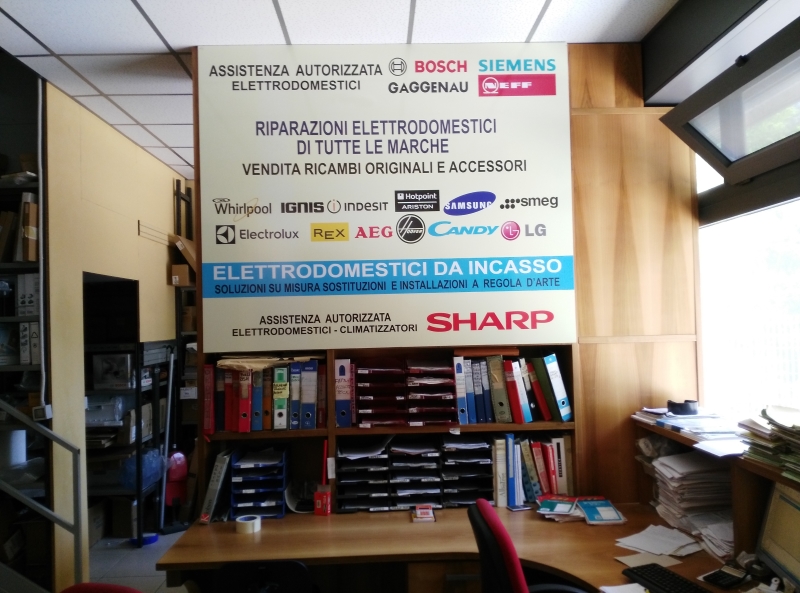 ASSISTENZA AUTORIZZATA BOSCH SIEMENS
ELETTRODOMESTICI GAGGENAU NEFF
RIPARAZIONI ELETTRODOMESTICI
DI TUTTE LE MARCHE
VENDITA RICAMBI ORIGINALI E ACCESSORI
Whirlpool IGNIS INDESIT Hotpoint ARISTON SAMSUNG smeg
Electrolux REX AEG HOOVER CANDY LG
ELETTRODOMESTICI DA INCASSO
SOLUZIONI SU MISURA SOSTITUZIONI E INSTALLAZIONI A REGOLA D'ARTE
ASSISTENZA AUTORIZZATA
ELETTRODOMESTICI - CLIMATIZZATORI SHARP